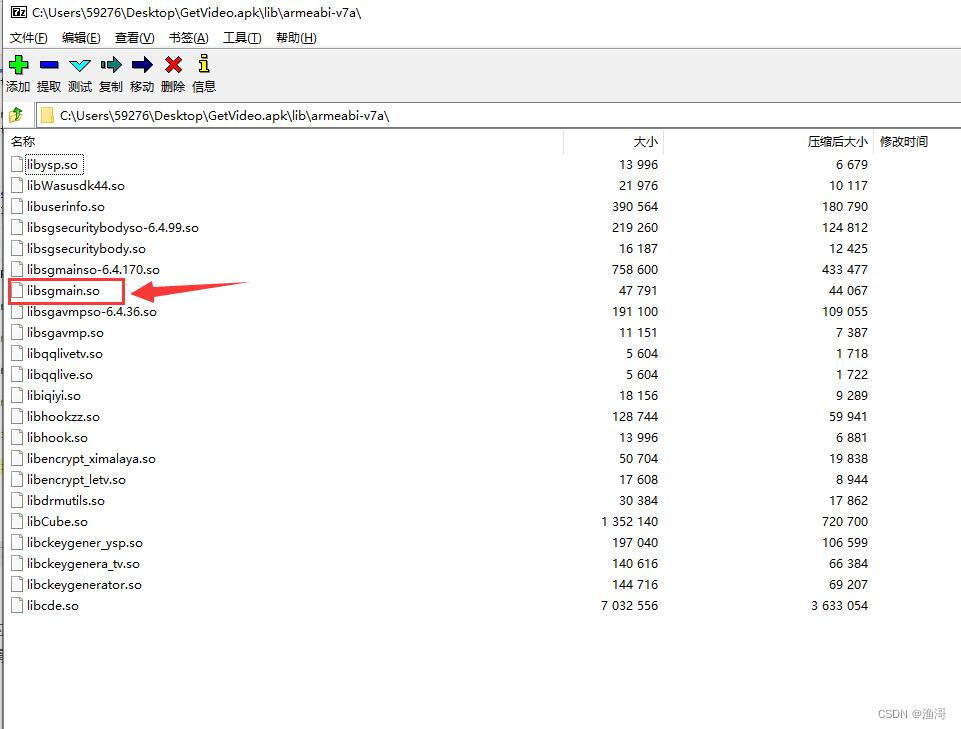 C:\Users\59276\Desktop\GetVideo.apk\lib\armeabi-v7a\
文件(F) 编辑(E) 查看(V) 书签(A) 工具(T) 帮助(H)
添加 提取 测试 复制 移动 删除 信息
C:\Users\59276\Desktop\GetVideo.apk\lib\armeabi-v7a\
名称 大小 压缩后大小 修改时间
libysp.so 13 996 6 679
libWasusdk44.so 21 976 10 117
libuserinfo.so 390 564 180 790
libsgsecuritybodyso-6.4.99.so 219 260 124 812
libsgsecuritybody.so 16 187 12 425
libsgmainso-6.4.170.so 758 600 433 477
libsgmain.so 47 791 44 067
libsgavmpso-6.4.36.so 191 100 109 055
libsgavmp.so 11 151 7 387
libqqlivetv.so 5 604 1 718
libqqlive.so 5 604 1 722
libiqiyi.so 18 156 9 289
libhookzz.so 128 744 59 941
libhook.so 13 996 6 881
libencrypt_ximalaya.so 50 704 19 838
libencrypt_letv.so 17 608 8 944
libdrmutils.so 30 384 17 862
libCube.so 1 352 140 720 700
libckeygener_ysp.so 197 040 106 599
libckeygenera_tv.so 140 616 66 384
libckeygenerator.so 144 716 69 207
libcde.so 7 032 556 3 633 054
CSDN @渔哥